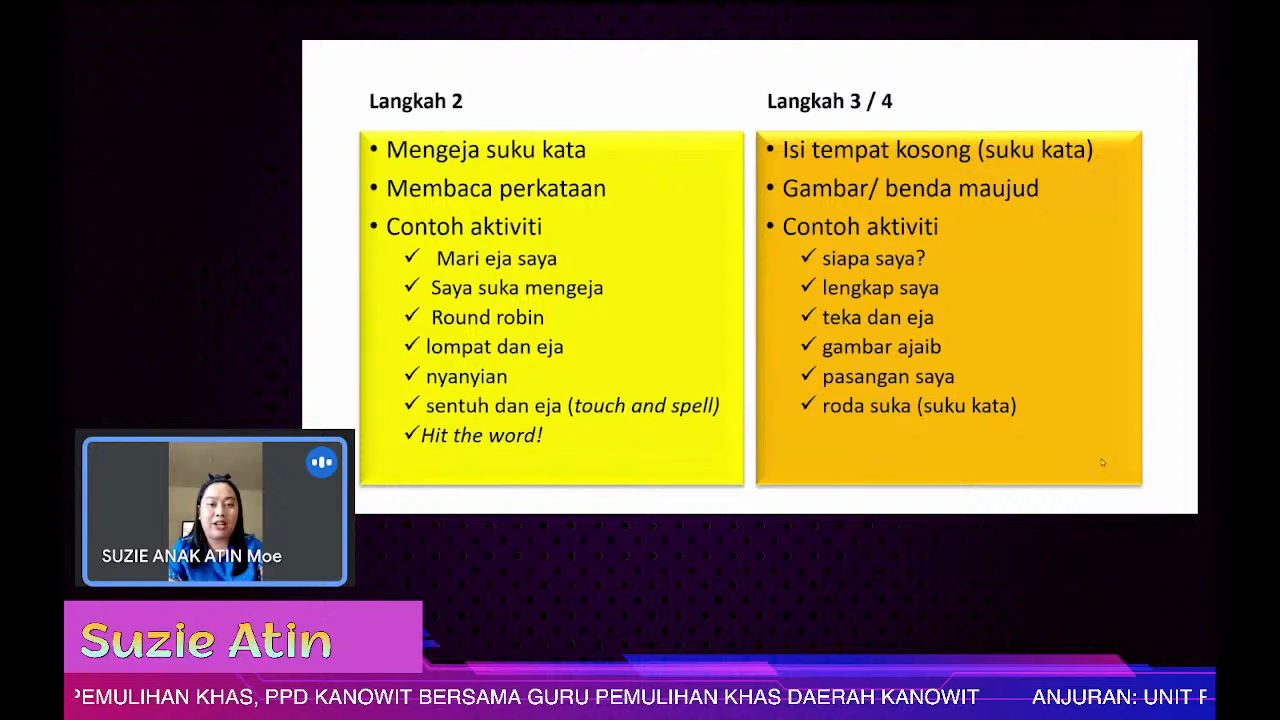 Langkah 2
• Mengeja suku kata
• Membaca perkataan
• Contoh aktiviti
✓ Mari eja saya
✓ Saya suka mengeja
✓ Round robin
✓ lompat dan eja
✓ nyanyian
✓ sentuh dan eja (touch and spell)
✓ Hit the word!
Langkah 3 / 4
• Isi tempat kosong (suku kata)
• Gambar/ benda maujud
• Contoh aktiviti
✓ siapa saya?
✓ lengkap saya
✓ teka dan eja
✓ gambar ajaib
✓ pasangan saya
✓ roda suka (suku kata)
SUZIE ANAK ATIN Moe
Suzie Atin
PEMULIHAN KHAS, PPD KANOWIT BERSAMA GURU PEMULIHAN KHAS DAERAH KANOWIT ANJURAN: UNIT